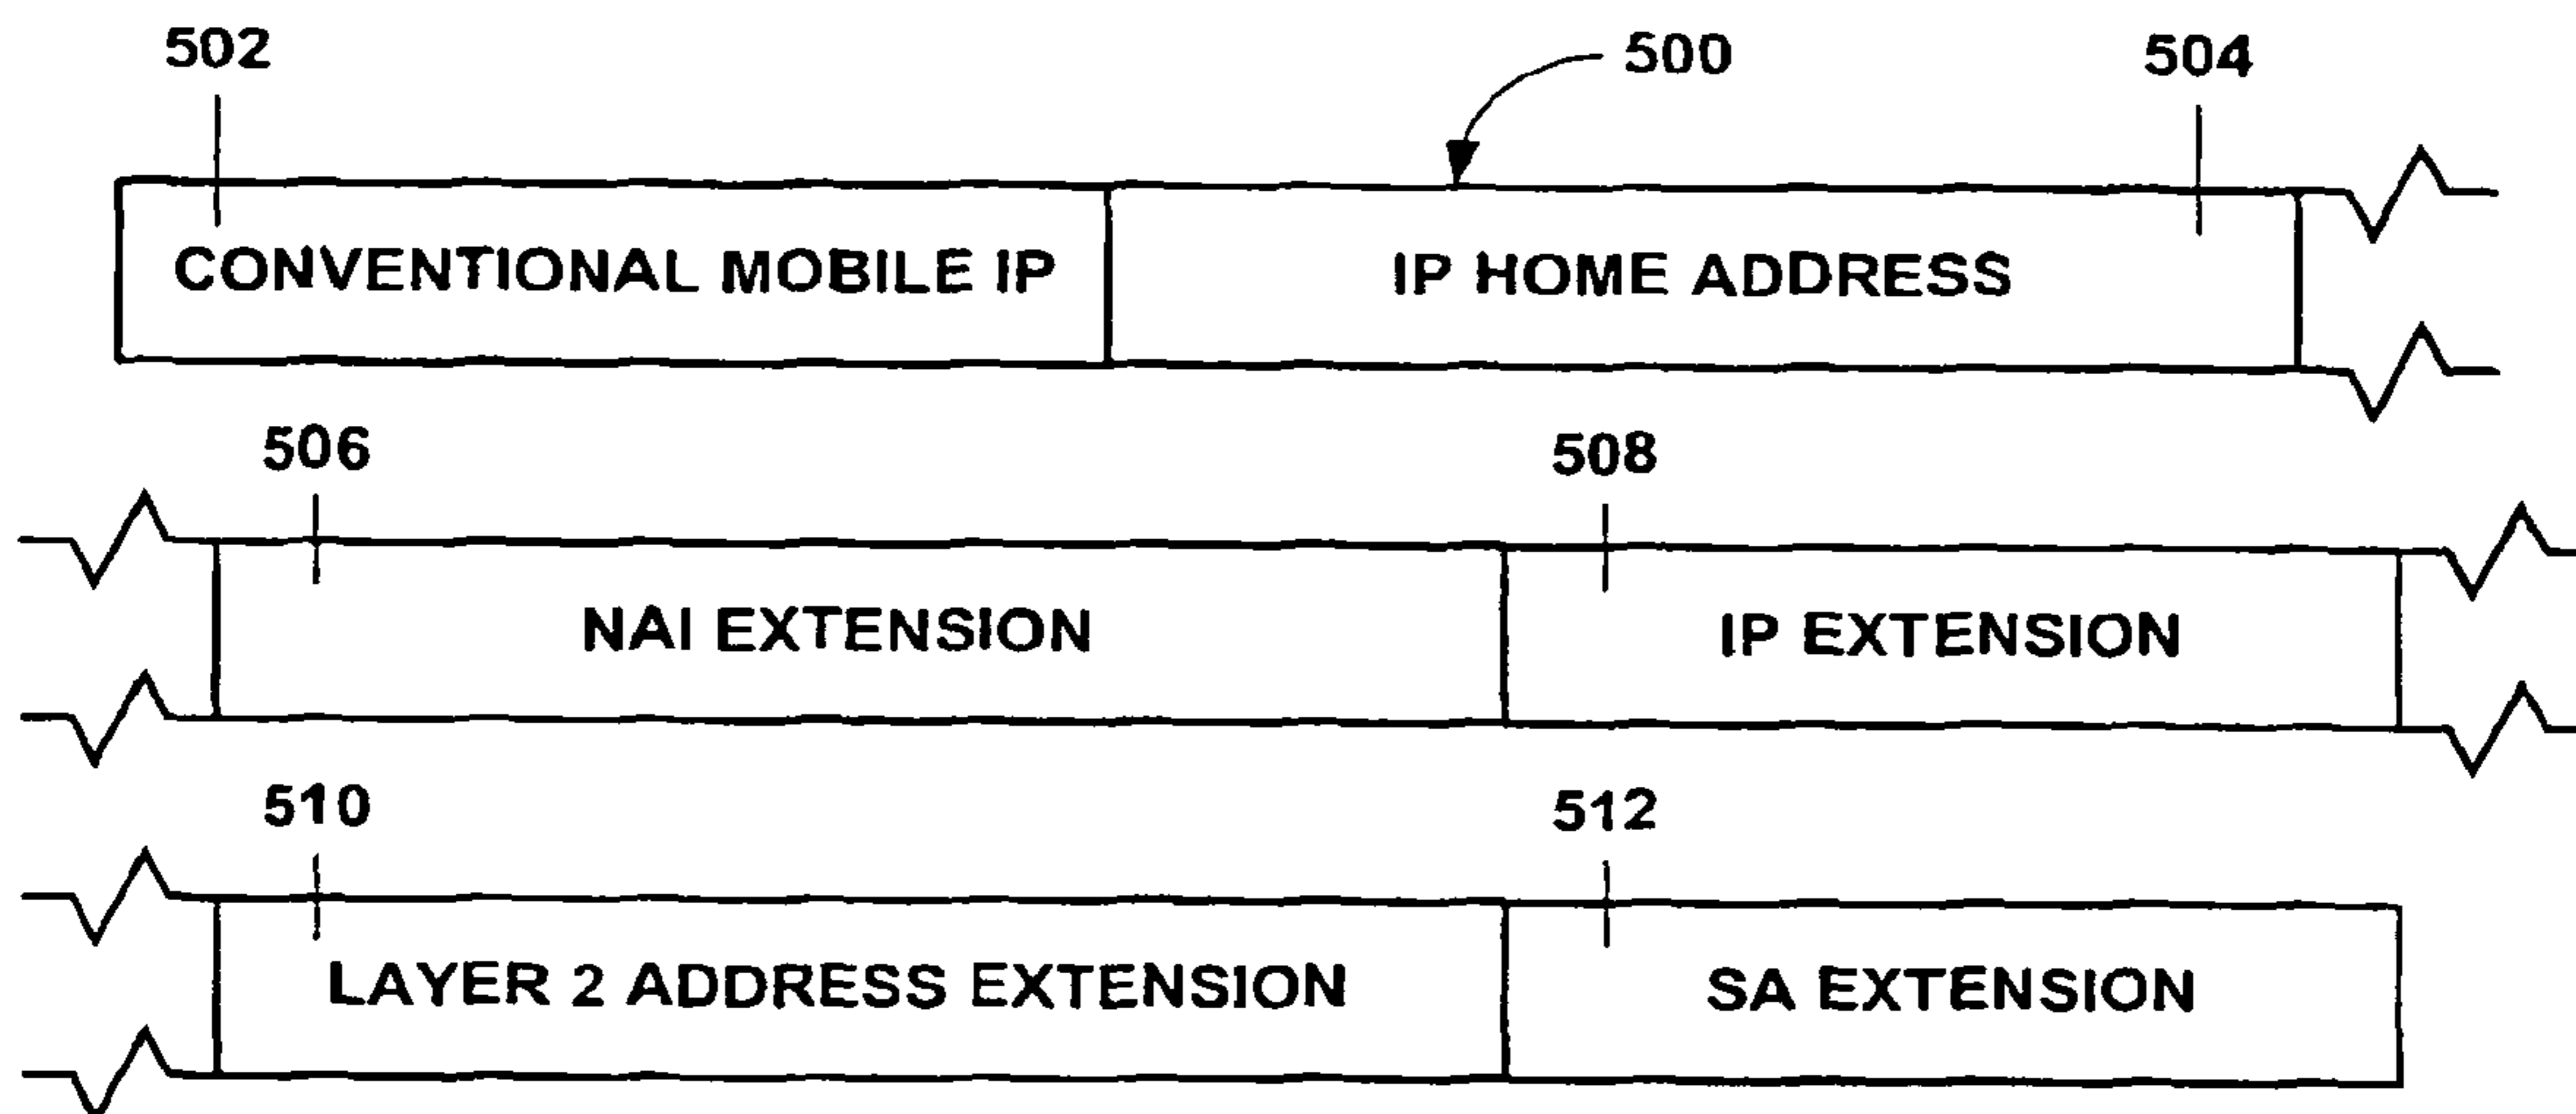 502
500
504
CONVENTIONAL MOBILE IP
IP HOME ADDRESS
506
508
NAI EXTENSION
IP EXTENSION
510
512
LAYER 2 ADDRESS EXTENSION
SA EXTENSION